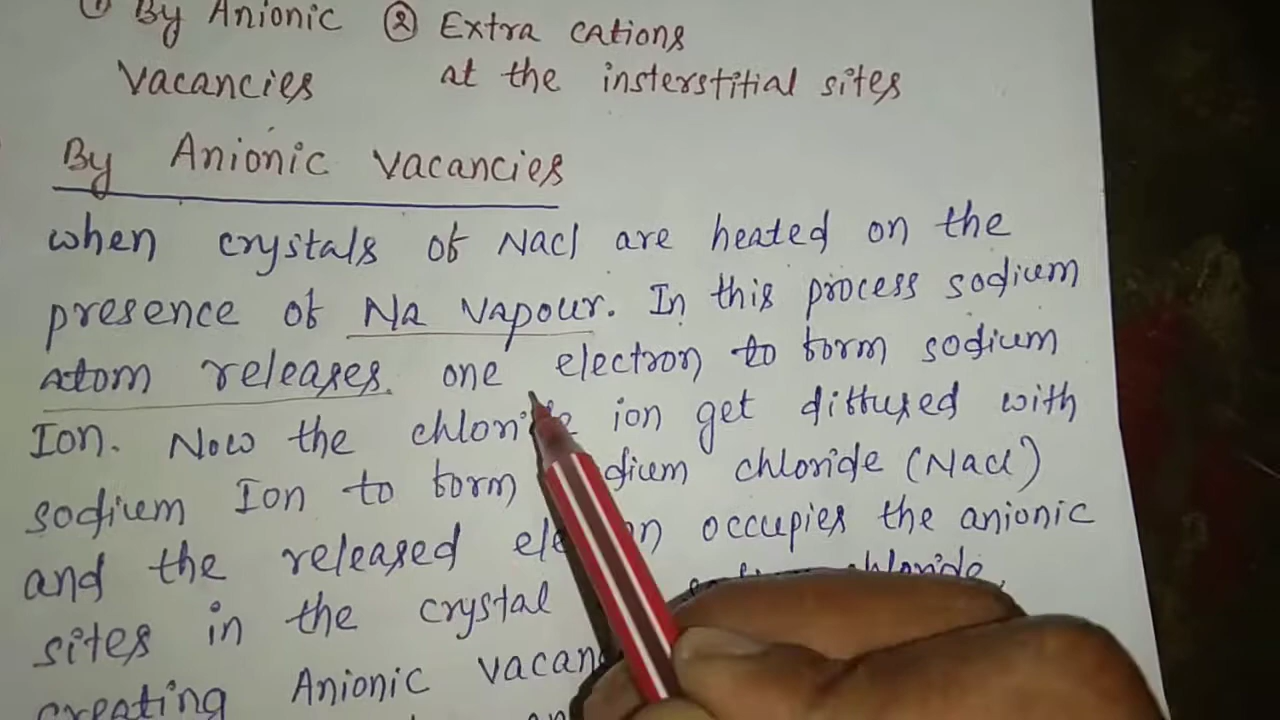 ① By Anionic ② Extra cations
Vacancies at the insterstitial sites
By Anionic Vacancies
when crystals of NaCl are heated on the
presence of Na Vapour. In this process sodium
atom releases one electron to form sodium
Ion. Now the chloride ion get diffused with
sodium Ion to form dium chloride (NaCl)
and the released ele n occupies the anionic
sites in the crystal chloride.
creating Anionic vacan